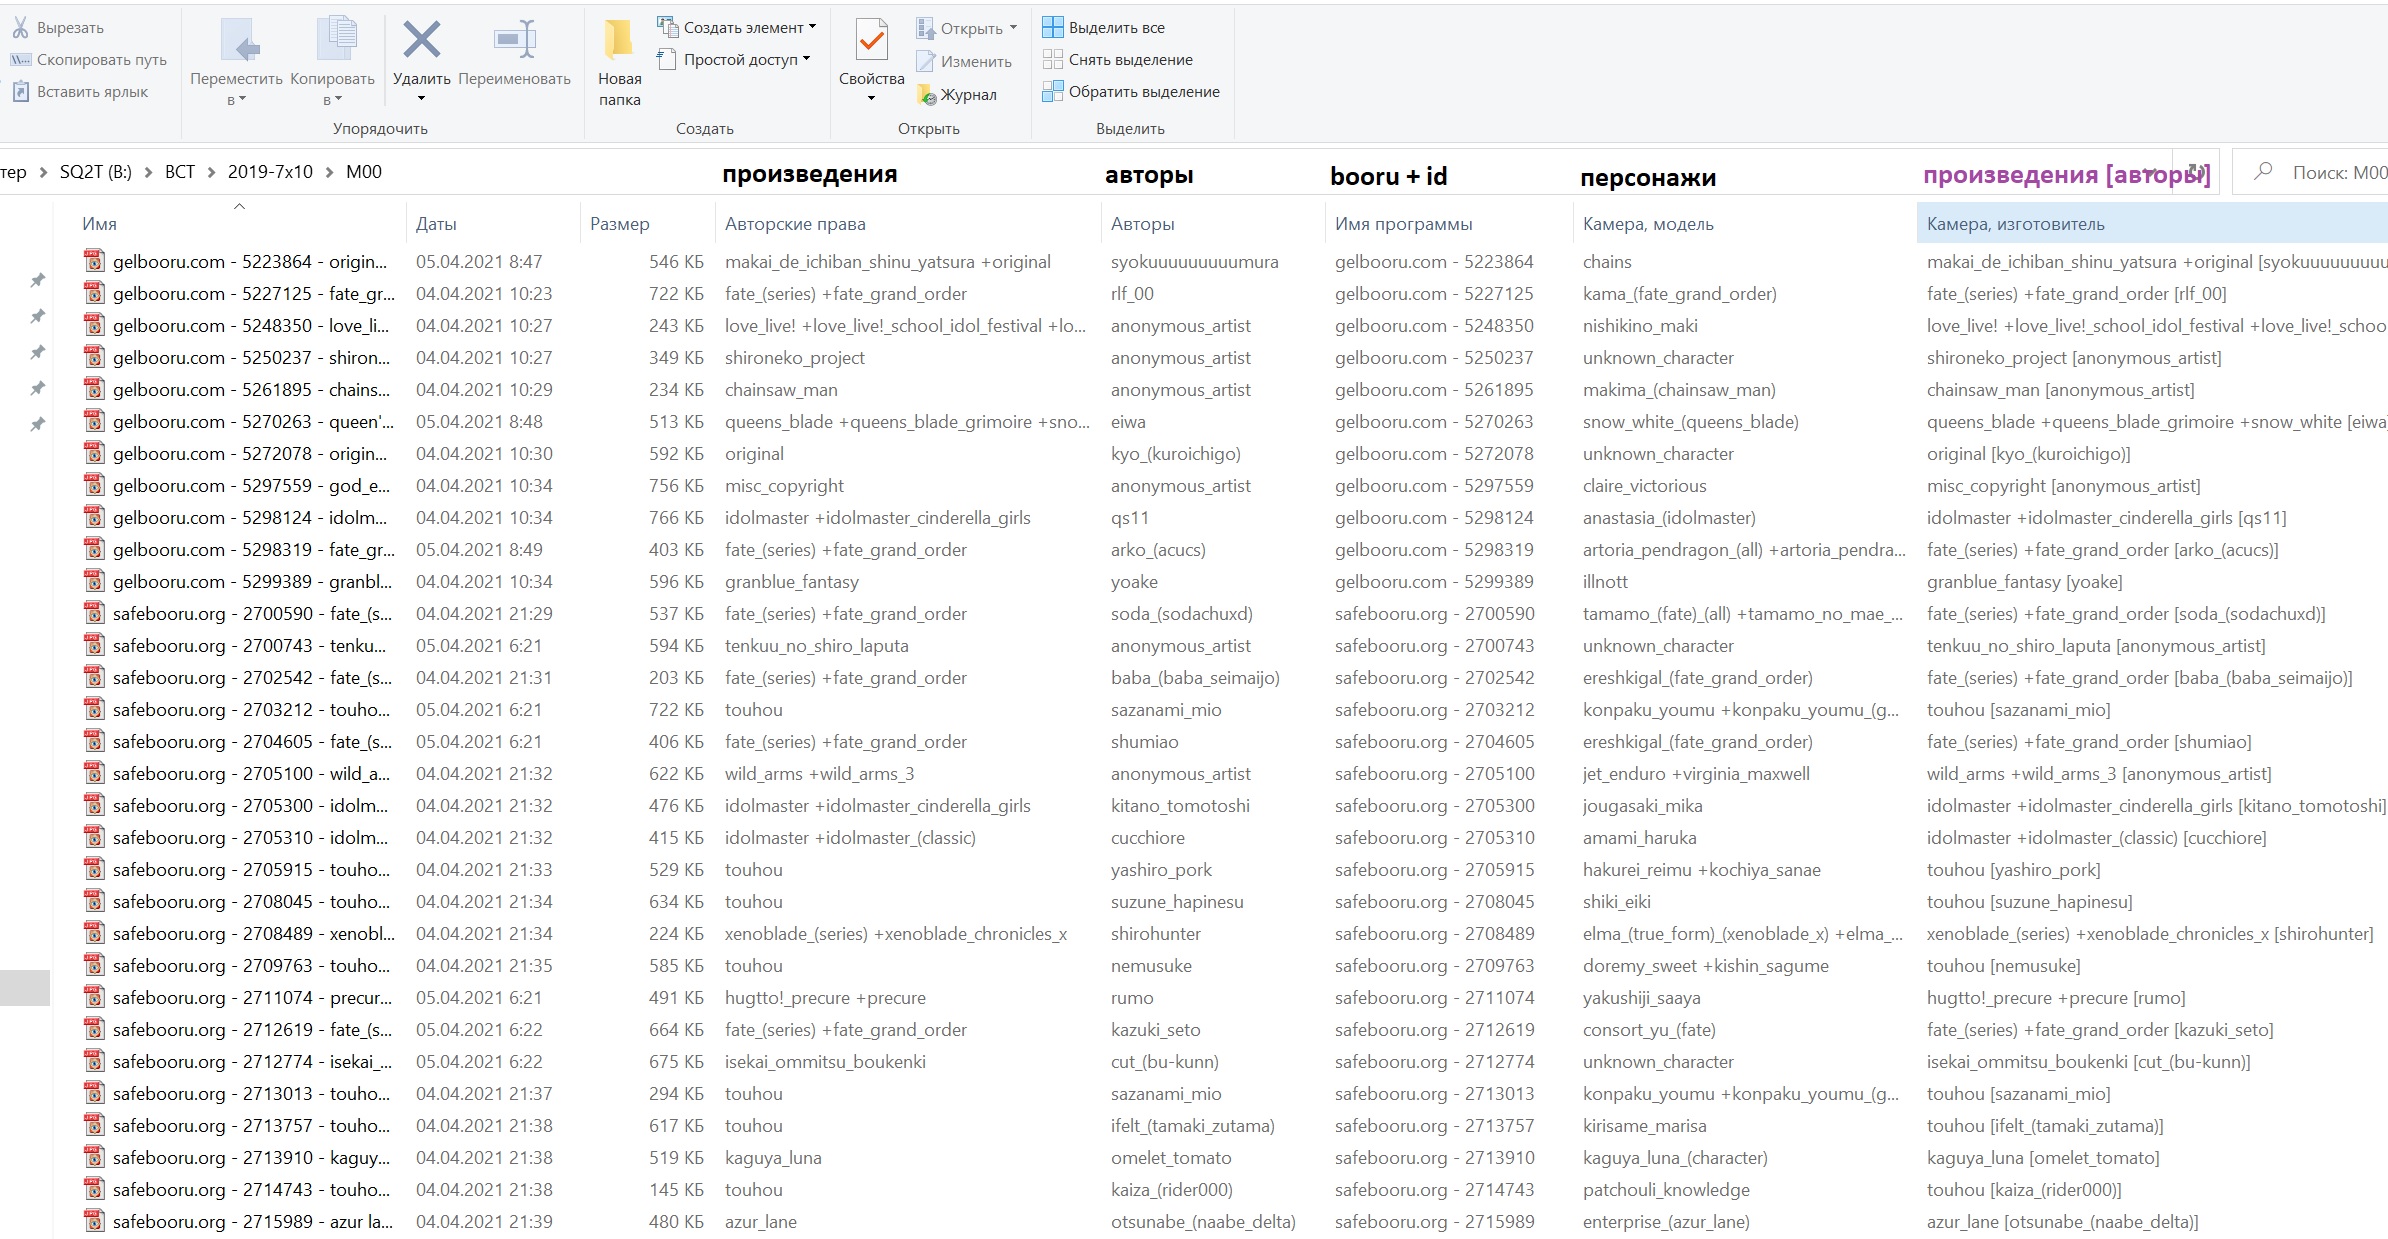 Вырезать
Скопировать путь
Вставить ярлык
Переместить в
Копировать в
Удалить
Переименовать
Упорядочить
Новая папка
Создать элемент
Простой доступ
Создать
Свойства
Открыть
Изменить
Журнал
Открыть
Выделить все
Снять выделение
Обратить выделение
Выделить
тер > SQ2T (B:) > BCT > 2019-7x10 > M00 произведения авторы booru + id персонажи произведения [авторы] Поиск: M00
Имя Даты Размер Авторские права Авторы Имя программы Камера, модель Камера, изготовитель
gelbooru.com - 5223864 - origin... 05.04.2021 8:47 546 КБ makai_de_ichiban_shinu_yatsura +original syokuuuuuuuuumura gelbooru.com - 5223864 chains makai_de_ichiban_shinu_yatsura +original [syokuuuuuuuuu
gelbooru.com - 5227125 - fate_gr... 04.04.2021 10:23 722 КБ fate_(series) +fate_grand_order rlf_00 gelbooru.com - 5227125 kama_(fate_grand_order) fate_(series) +fate_grand_order [rlf_00]
gelbooru.com - 5248350 - love_li... 04.04.2021 10:27 243 КБ love_live! +love_live!_school_idol_festival +lo... anonymous_artist gelbooru.com - 5248350 nishikino_maki love_live! +love_live!_school_idol_festival +love_live!_schoo
gelbooru.com - 5250237 - shiron... 04.04.2021 10:27 349 КБ shironeko_project anonymous_artist gelbooru.com - 5250237 unknown_character shironeko_project [anonymous_artist]
gelbooru.com - 5261895 - chains... 04.04.2021 10:29 234 КБ chainsaw_man anonymous_artist gelbooru.com - 5261895 makima_(chainsaw_man) chainsaw_man [anonymous_artist]
gelbooru.com - 5270263 - queen'... 05.04.2021 8:48 513 КБ queens_blade +queens_blade_grimoire +sno... eiwa gelbooru.com - 5270263 snow_white_(queens_blade) queens_blade +queens_blade_grimoire +snow_white [eiwa]
gelbooru.com - 5272078 - origin... 04.04.2021 10:30 592 КБ original kyo_(kuroichigo) gelbooru.com - 5272078 unknown_character original [kyo_(kuroichigo)]
gelbooru.com - 5297559 - god_e... 04.04.2021 10:34 756 КБ misc_copyright anonymous_artist gelbooru.com - 5297559 claire_victorious misc_copyright [anonymous_artist]
gelbooru.com - 5298124 - idolm... 04.04.2021 10:34 766 КБ idolmaster +idolmaster_cinderella_girls qs11 gelbooru.com - 5298124 anastasia_(idolmaster) idolmaster +idolmaster_cinderella_girls [qs11]
gelbooru.com - 5298319 - fate_gr... 05.04.2021 8:49 403 КБ fate_(series) +fate_grand_order arko_(acucs) gelbooru.com - 5298319 artoria_pendragon_(all) +artoria_pendra... fate_(series) +fate_grand_order [arko_(acucs)]
gelbooru.com - 5299389 - granbl... 04.04.2021 10:34 596 КБ granblue_fantasy yoake gelbooru.com - 5299389 illnott granblue_fantasy [yoake]
safebooru.org - 2700590 - fate_(s... 04.04.2021 21:29 537 КБ fate_(series) +fate_grand_order soda_(sodachuxd) safebooru.org - 2700590 tamamo_(fate)_(all) +tamamo_no_mae_... fate_(series) +fate_grand_order [soda_(sodachuxd)]
safebooru.org - 2700743 - tenku... 05.04.2021 6:21 594 КБ tenkuu_no_shiro_laputa anonymous_artist safebooru.org - 2700743 unknown_character tenkuu_no_shiro_laputa [anonymous_artist]
safebooru.org - 2702542 - fate_(s... 04.04.2021 21:31 203 КБ fate_(series) +fate_grand_order baba_(baba_seimaijo) safebooru.org - 2702542 ereshkigal_(fate_grand_order) fate_(series) +fate_grand_order [baba_(baba_seimaijo)]
safebooru.org - 2703212 - touho... 05.04.2021 6:21 722 КБ touhou sazanami_mio safebooru.org - 2703212 konpaku_youmu +konpaku_youmu_(g... touhou [sazanami_mio]
safebooru.org - 2704605 - fate_(s... 05.04.2021 6:21 406 КБ fate_(series) +fate_grand_order shumiao safebooru.org - 2704605 ereshkigal_(fate_grand_order) fate_(series) +fate_grand_order [shumiao]
safebooru.org - 2705100 - wild_a... 04.04.2021 21:32 622 КБ wild_arms +wild_arms_3 anonymous_artist safebooru.org - 2705100 jet_enduro +virginia_maxwell wild_arms +wild_arms_3 [anonymous_artist]
safebooru.org - 2705300 - idolm... 04.04.2021 21:32 476 КБ idolmaster +idolmaster_cinderella_girls kitano_tomotoshi safebooru.org - 2705300 jougasaki_mika idolmaster +idolmaster_cinderella_girls [kitano_tomotoshi]
safebooru.org - 2705310 - idolm... 04.04.2021 21:32 415 КБ idolmaster +idolmaster_(classic) cucchiore safebooru.org - 2705310 amami_haruka idolmaster +idolmaster_(classic) [cucchiore]
safebooru.org - 2705915 - touho... 04.04.2021 21:33 529 КБ touhou yashiro_pork safebooru.org - 2705915 hakurei_reimu +kochiya_sanae touhou [yashiro_pork]
safebooru.org - 2708045 - touho... 04.04.2021 21:34 634 КБ touhou suzune_hapinesu safebooru.org - 2708045 shiki_eiki touhou [suzune_hapinesu]
safebooru.org - 2708489 - xenobl... 04.04.2021 21:34 224 КБ xenoblade_(series) +xenoblade_chronicles_x shirohunter safebooru.org - 2708489 elma_(true_form)_(xenoblade_x) +elma_... xenoblade_(series) +xenoblade_chronicles_x [shirohunter]
safebooru.org - 2709763 - touho... 04.04.2021 21:35 585 КБ touhou nemusuke safebooru.org - 2709763 doremy_sweet +kishin_sagume touhou [nemusuke]
safebooru.org - 2711074 - precur... 05.04.2021 6:21 491 КБ hugtto!_precure +precure rumo safebooru.org - 2711074 yakushiji_saaya hugtto!_precure +precure [rumo]
safebooru.org - 2712619 - fate_(s... 05.04.2021 6:22 664 КБ fate_(series) +fate_grand_order kazuki_seto safebooru.org - 2712619 consort_yu_(fate) fate_(series) +fate_grand_order [kazuki_seto]
safebooru.org - 2712774 - isekai_... 05.04.2021 6:22 675 КБ isekai_ommitsu_boukenki cut_(bu-kunn) safebooru.org - 2712774 unknown_character isekai_ommitsu_boukenki [cut_(bu-kunn)]
safebooru.org - 2713013 - touho... 04.04.2021 21:37 294 КБ touhou sazanami_mio safebooru.org - 2713013 konpaku_youmu +konpaku_youmu_(g... touhou [sazanami_mio]
safebooru.org - 2713757 - touho... 04.04.2021 21:38 617 КБ touhou ifelt_(tamaki_zutama) safebooru.org - 2713757 kirisame_marisa touhou [ifelt_(tamaki_zutama)]
safebooru.org - 2713910 - kaguy... 04.04.2021 21:38 519 КБ kaguya_luna omelet_tomato safebooru.org - 2713910 kaguya_luna_(character) kaguya_luna [omelet_tomato]
safebooru.org - 2714743 - touho... 04.04.2021 21:38 145 КБ touhou kaiza_(rider000) safebooru.org - 2714743 patchouli_knowledge touhou [kaiza_(rider000)]
safebooru.org - 2715989 - azur la... 04.04.2021 21:39 480 КБ azur_lane otsunabe_(naabe_delta) safebooru.org - 2715989 enterprise_(azur_lane) azur_lane [otsunabe_(naabe_delta)]